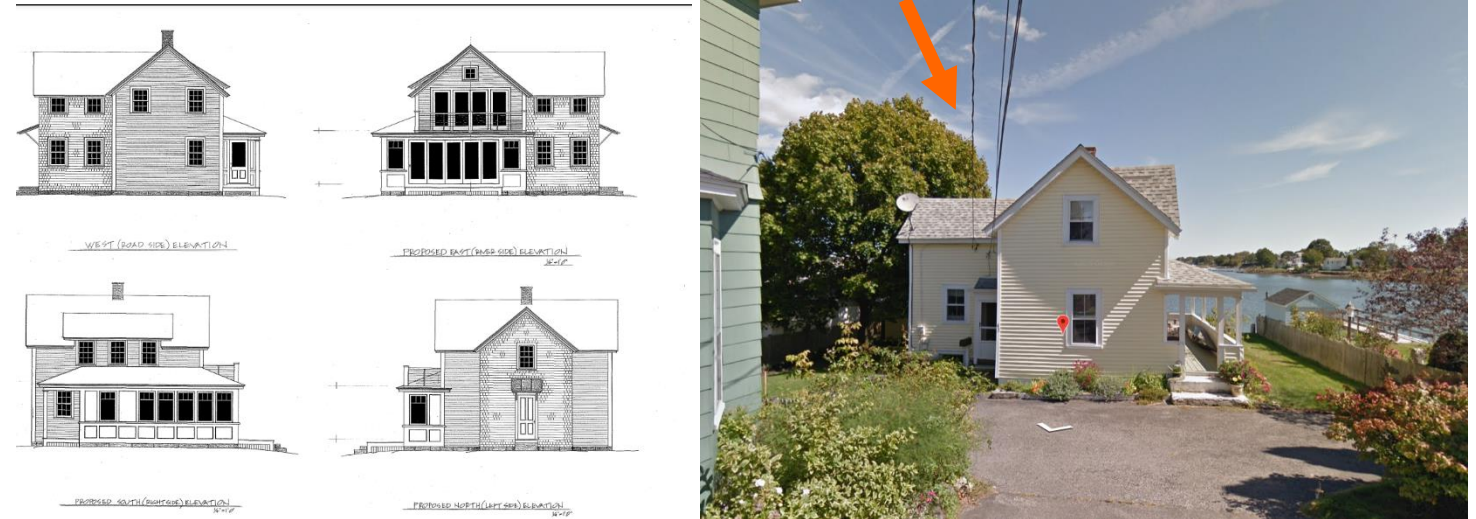 WEST (ROAD SIDE) ELEVATION
PROPOSED EAST (RIVER SIDE) ELEVATION
PROPOSED SOUTH (RIGHT SIDE) ELEVATION
PROPOSED NORTH (LEFT SIDE) ELEVATION